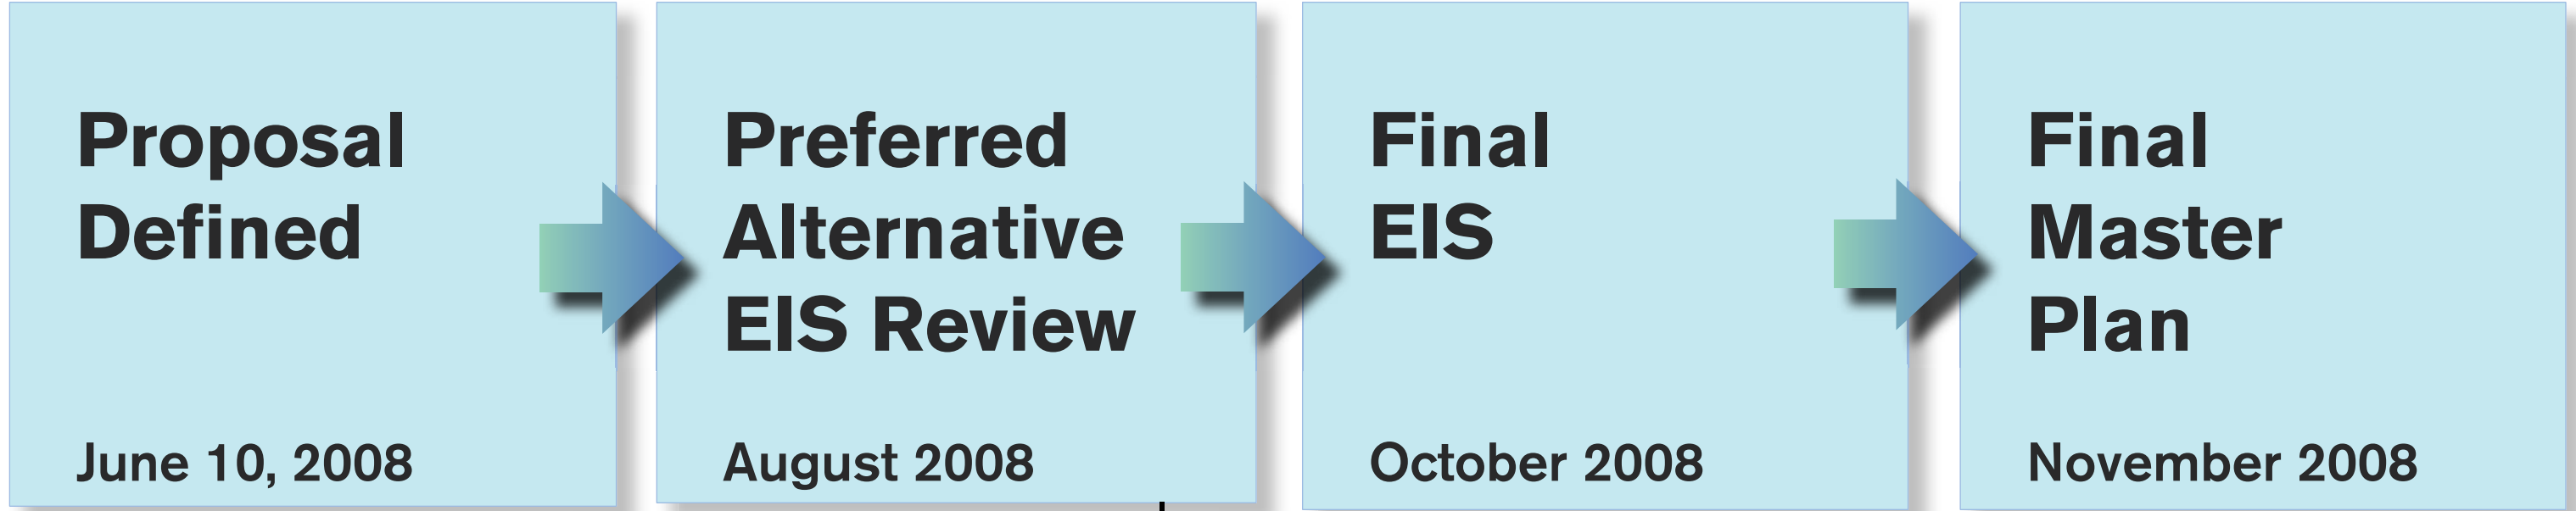 Proposal
Defined
June 10, 2008
Preferred
Alternative
EIS Review
August 2008
Final
EIS
October 2008
Final
Master
Plan
November 2008